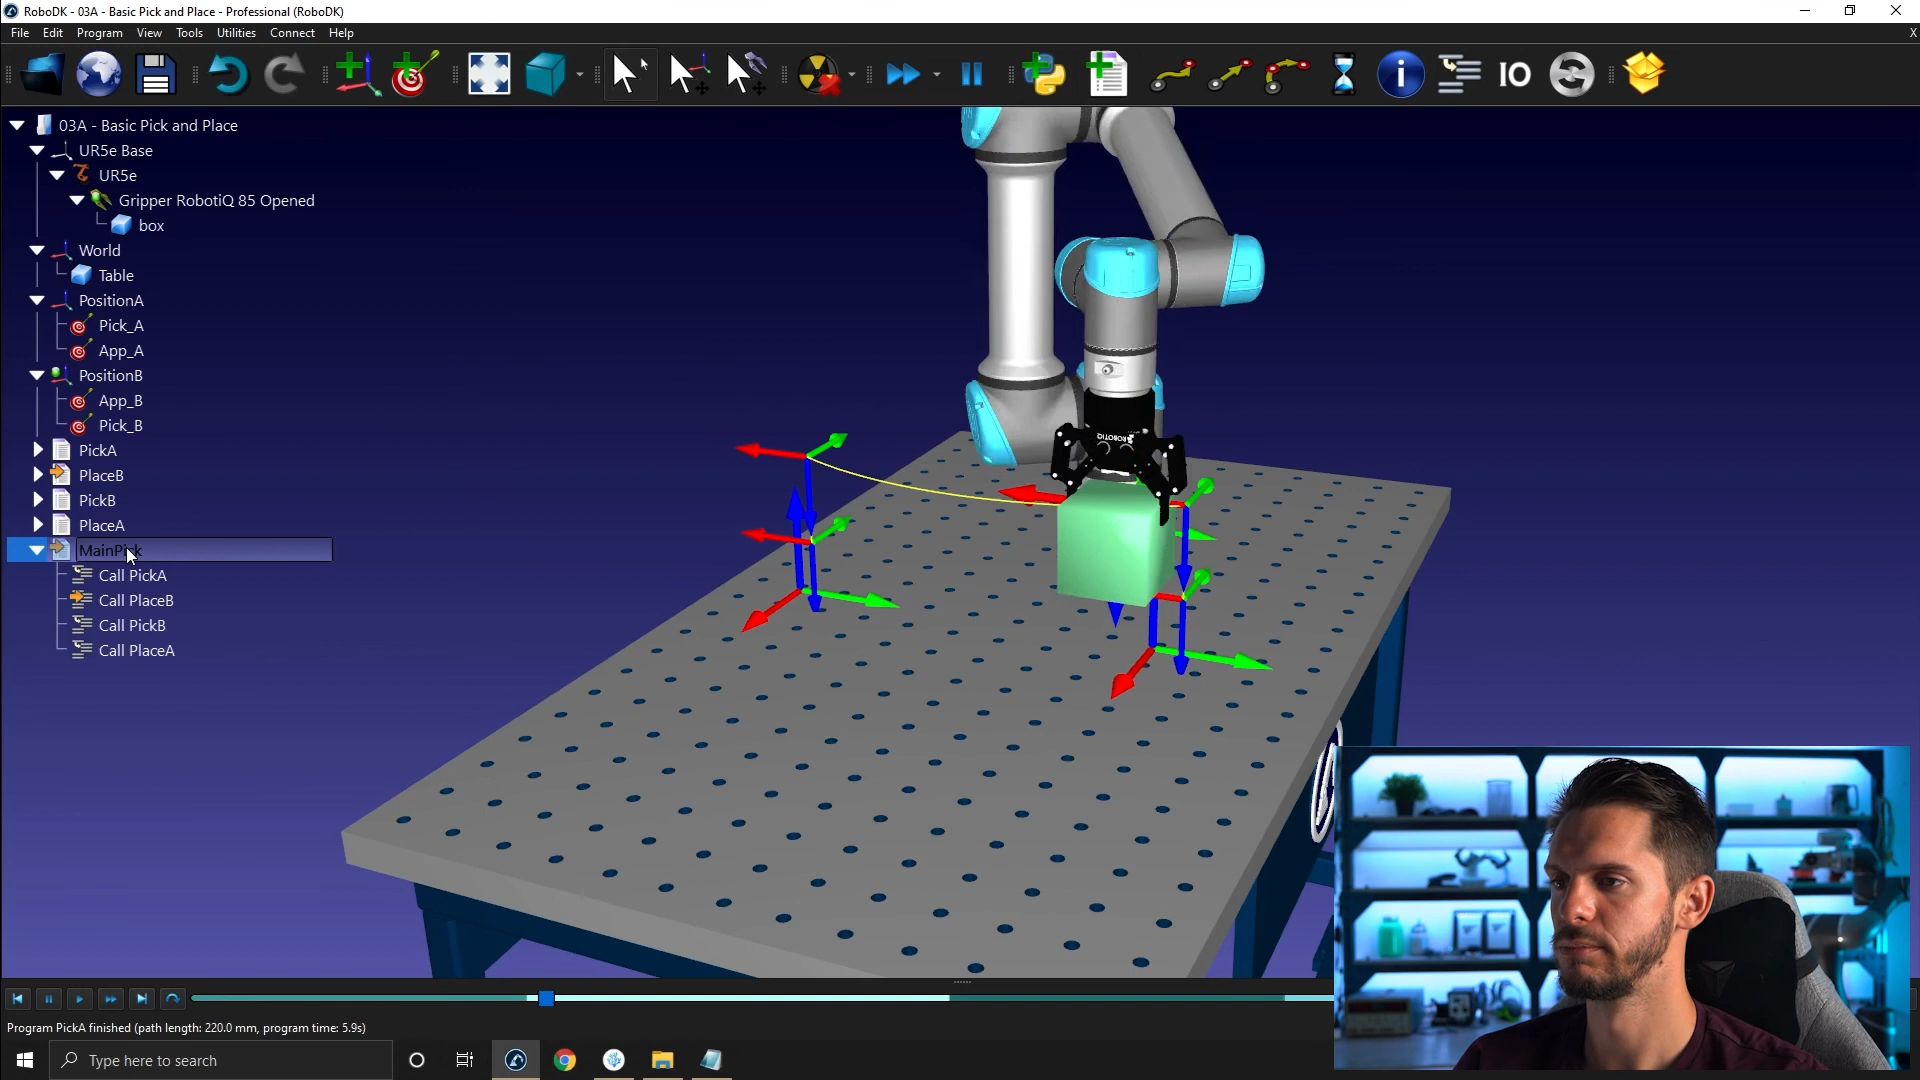 RoboDK - 03A - Basic Pick and Place - Professional (RoboDK)
File Edit Program View Tools Utilities Connect Help X
IO
03A - Basic Pick and Place
UR5e Base
UR5e
Gripper RobotiQ 85 Opened
box
World
Table
PositionA
Pick_A
App_A
PositionB
App_B
Pick_B
PickA
PlaceB
PickB
PlaceA
MainPick
Call PickA
Call PlaceB
Call PickB
Call PlaceA
ROBOTIQ
Program PickA finished (path length: 220.0 mm, program time: 5.9s)
Type here to search